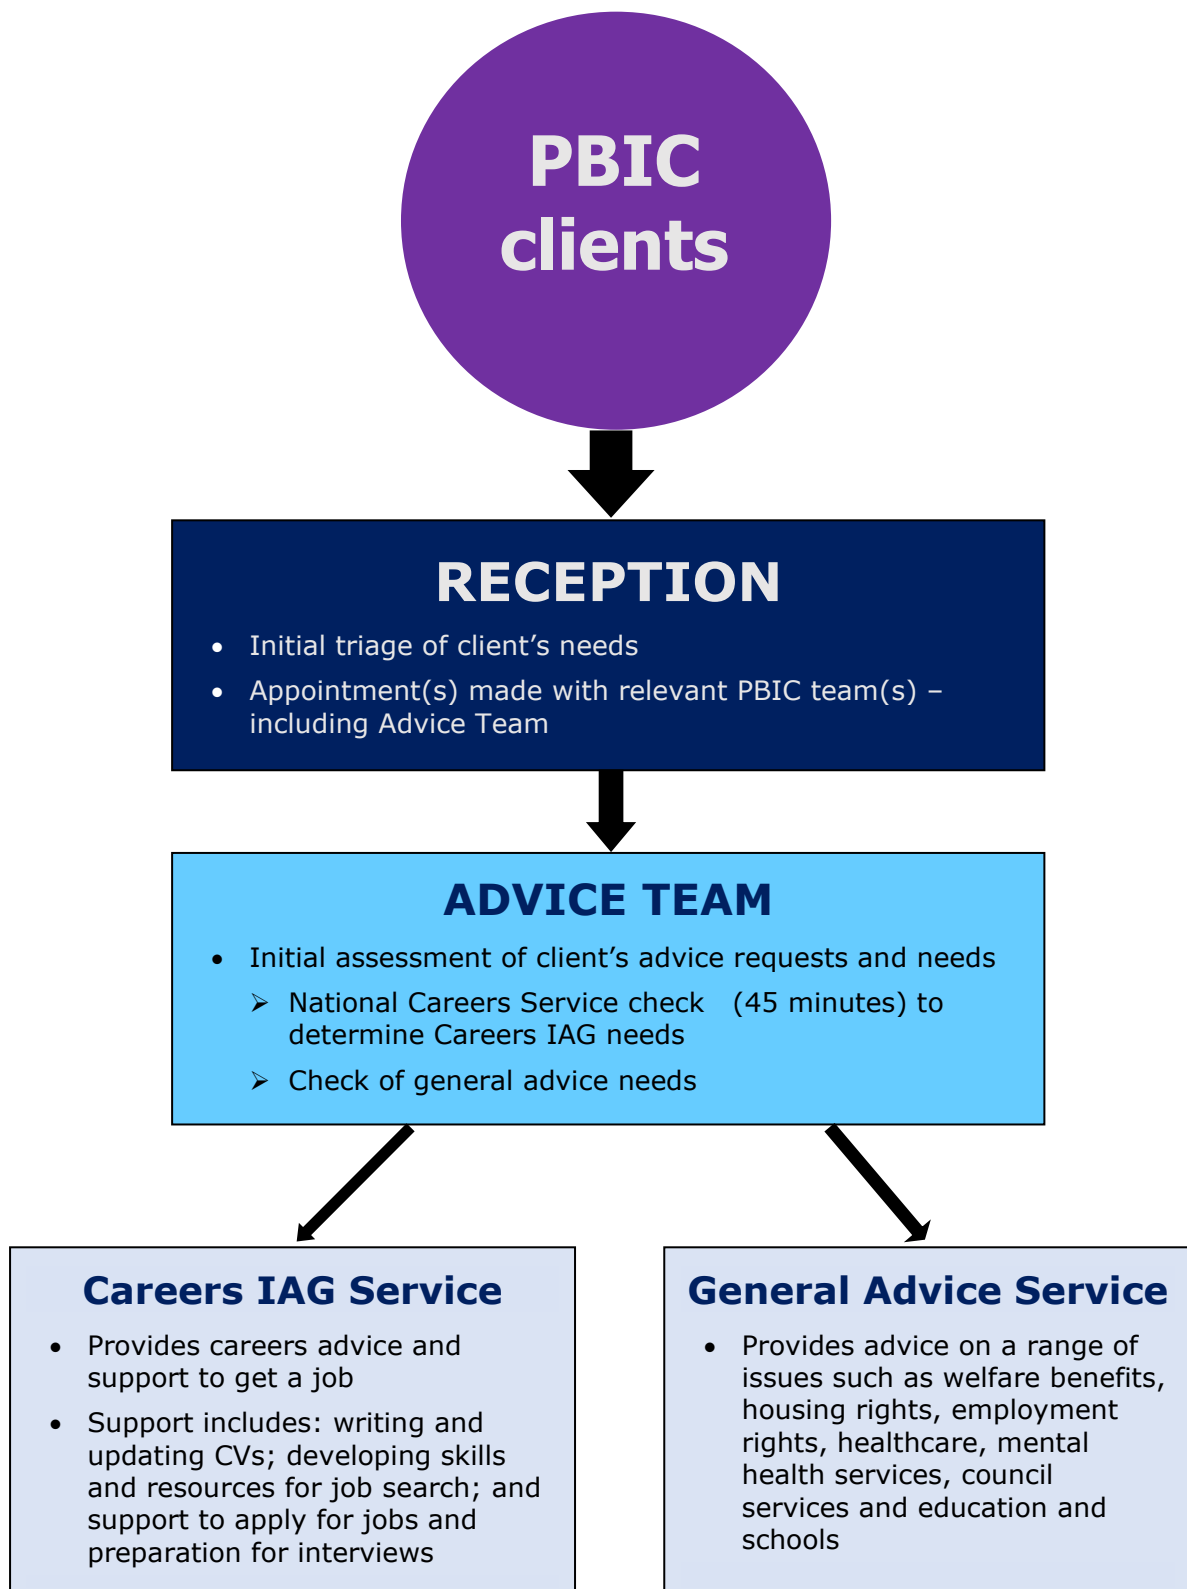 PBIC
clients
RECEPTION
• Initial triage of client’s needs
• Appointment(s) made with relevant PBIC team(s) –
including Advice Team
ADVICE TEAM
• Initial assessment of client’s advice requests and needs
➢ National Careers Service check (45 minutes) to
determine Careers IAG needs
➢ Check of general advice needs
Careers IAG Service
• Provides careers advice and
support to get a job
• Support includes: writing and
updating CVs; developing skills
and resources for job search; and
support to apply for jobs and
preparation for interviews
General Advice Service
• Provides advice on a range of
issues such as welfare benefits,
housing rights, employment
rights, healthcare, mental
health services, council
services and education and
schools